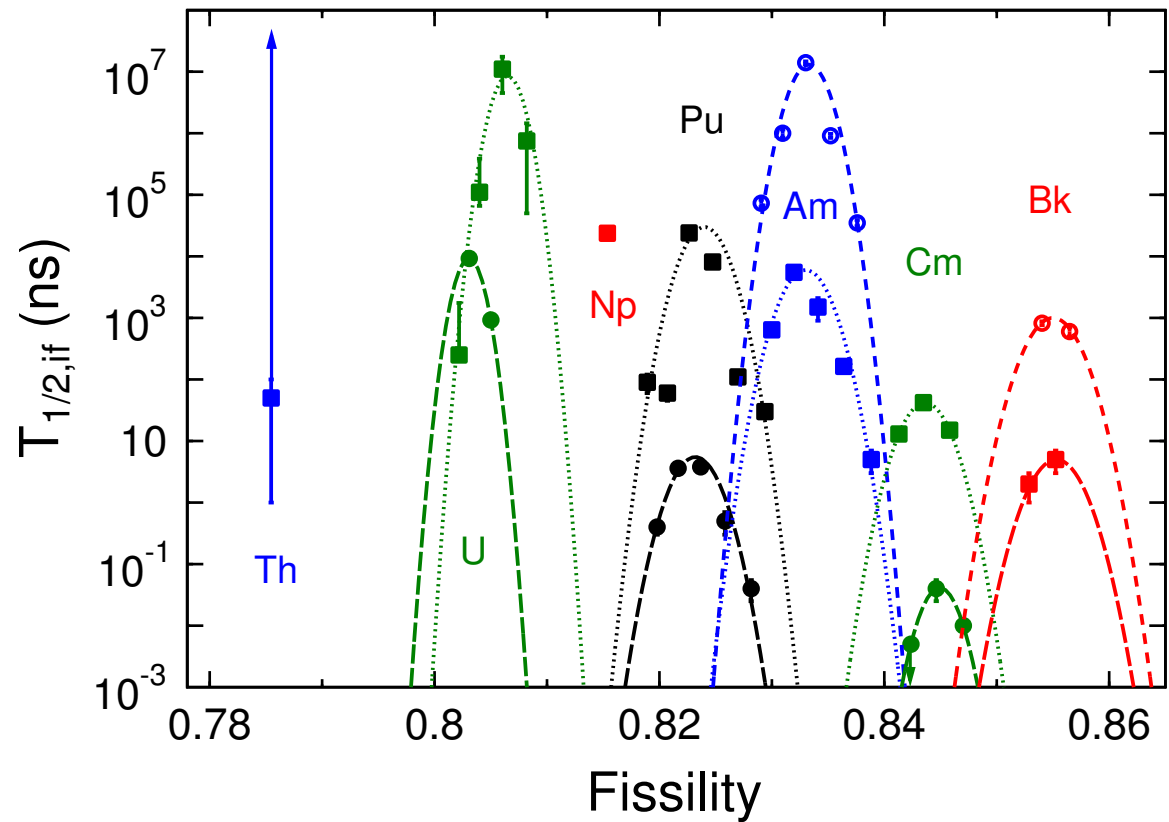 T1/2,if (ns)
10^7
10^5
10^3
10
10^-1
10^-3
Pu
Am
Bk
Cm
Np
U
Th
0.78 0.8 0.82 0.84 0.86
Fissility